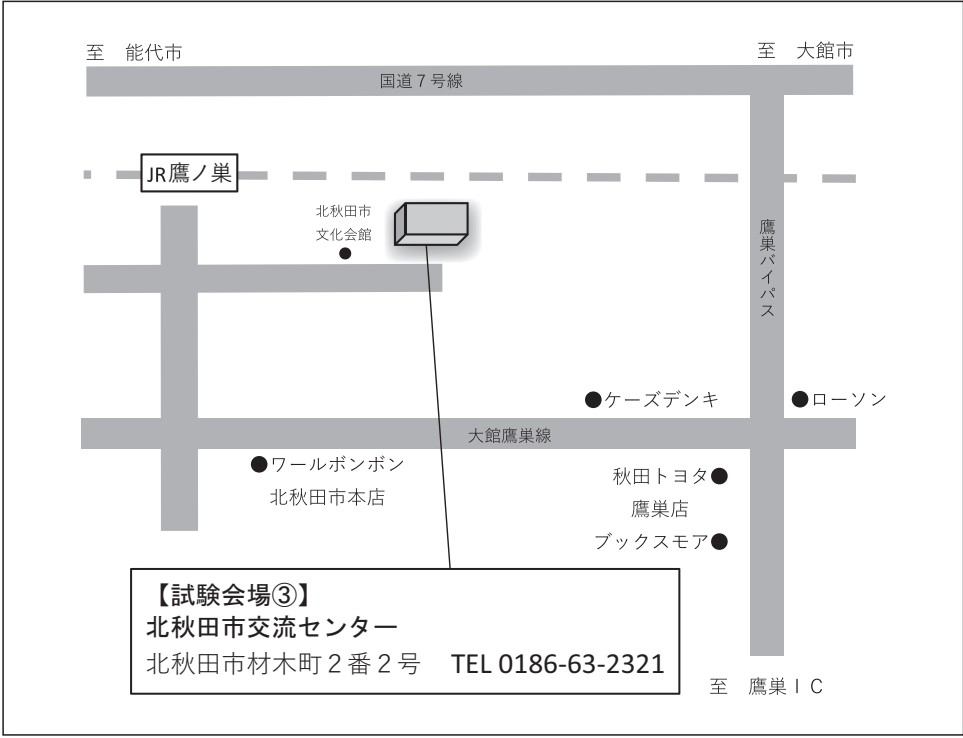 至　能代市
至　大館市
国道７号線
JR鷹ノ巣
北秋田市
文化会館
鷹巣バイパス
●ケーズデンキ
●ローソン
大館鷹巣線
●ワールボンボン
北秋田市本店
秋田トヨタ●
鷹巣店
ブックスモア●
【試験会場③】
北秋田市交流センター
北秋田市材木町２番２号　TEL 0186-63-2321
至　鷹巣ＩＣ